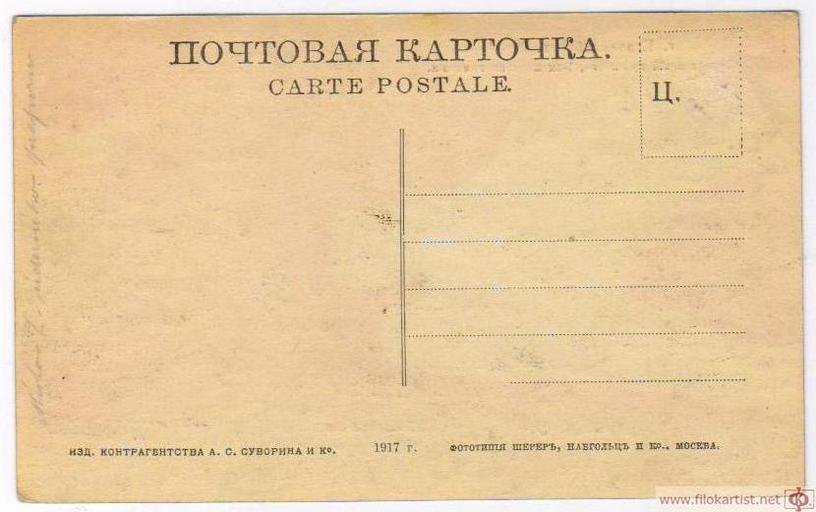 ПОЧТОВАЯ КАРТОЧКА.
CARTE POSTALE.
Ц.
ИЗД. КОНТРАГЕНТСТВА А. С. СУВОРИНА И Ко. 1917 г. ФОТОТИПІЯ ШЕРЕРЪ, НАБГОЛЬЦЪ И Ко., МОСКВА.
www.filokartist.net